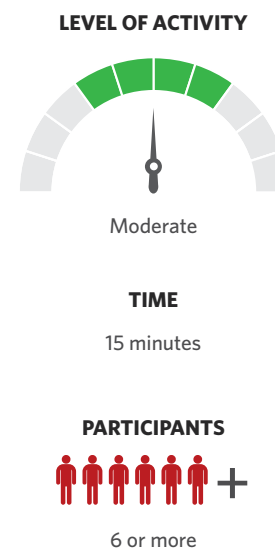 LEVEL OF ACTIVITY
Moderate
TIME
15 minutes
PARTICIPANTS
+
6 or more